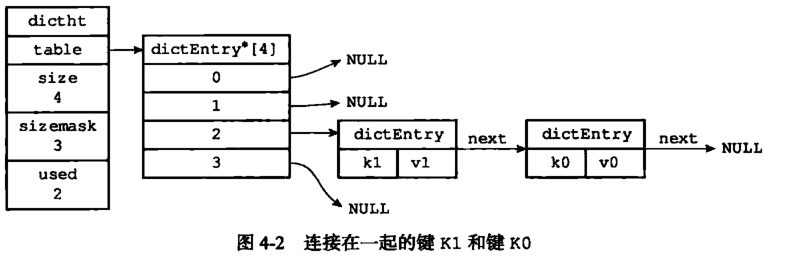 dictht
table
size
4
sizemask
3
used
2
dictEntry*[4]
0
1
2
3
NULL
NULL
dictEntry
k1 v1
next
dictEntry
k0 v0
next
NULL
NULL
图 4-2 连接在一起的键 K1 和键 K0